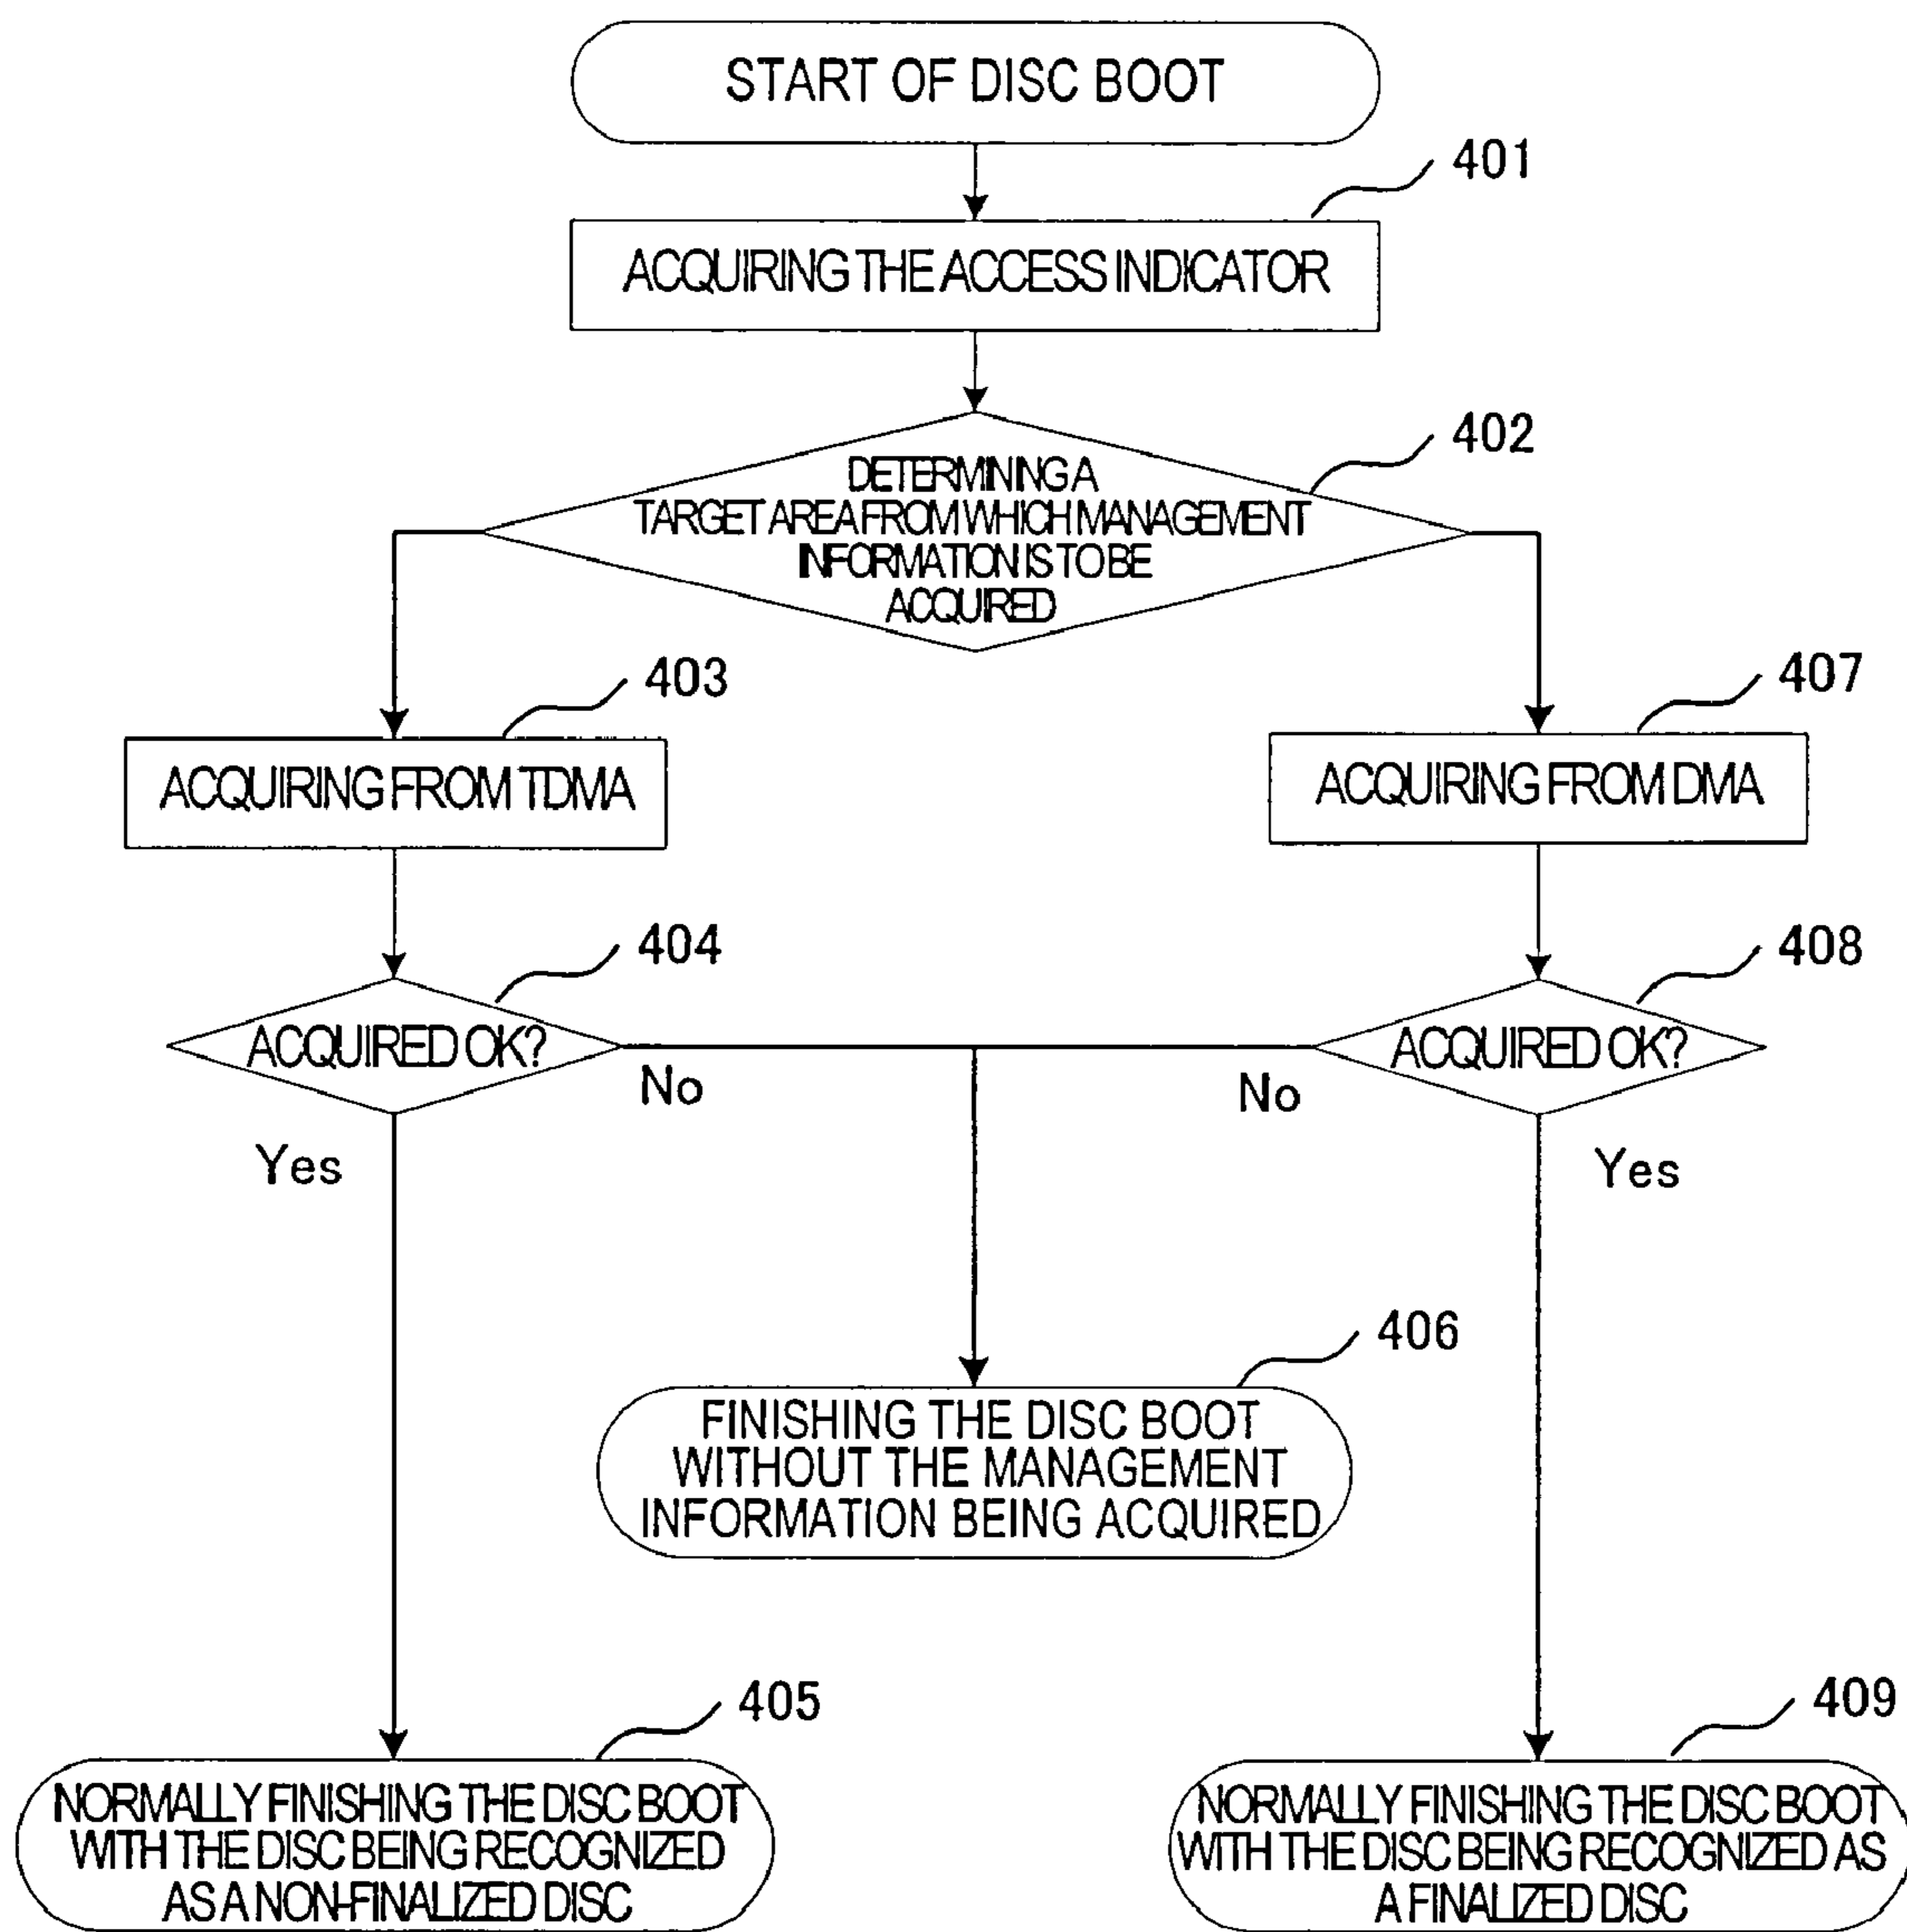 START OF DISC BOOT
401
ACQUIRING THE ACCESS INDICATOR
402
DETERMINING A
TARGET AREA FROM WHICH MANAGEMENT
INFORMATION IS TO BE
ACQUIRED
403
407
ACQUIRING FROM TDMA
ACQUIRING FROM DMA
404
408
ACQUIRED OK?
ACQUIRED OK?
No
No
Yes
Yes
406
FINISHING THE DISC BOOT
WITHOUT THE MANAGEMENT
INFORMATION BEING ACQUIRED
405
409
NORMALLY FINISHING THE DISC BOOT
WITH THE DISC BEING RECOGNIZED
AS A NON-FINALIZED DISC
NORMALLY FINISHING THE DISC BOOT
WITH THE DISC BEING RECOGNIZED AS
A FINALIZED DISC